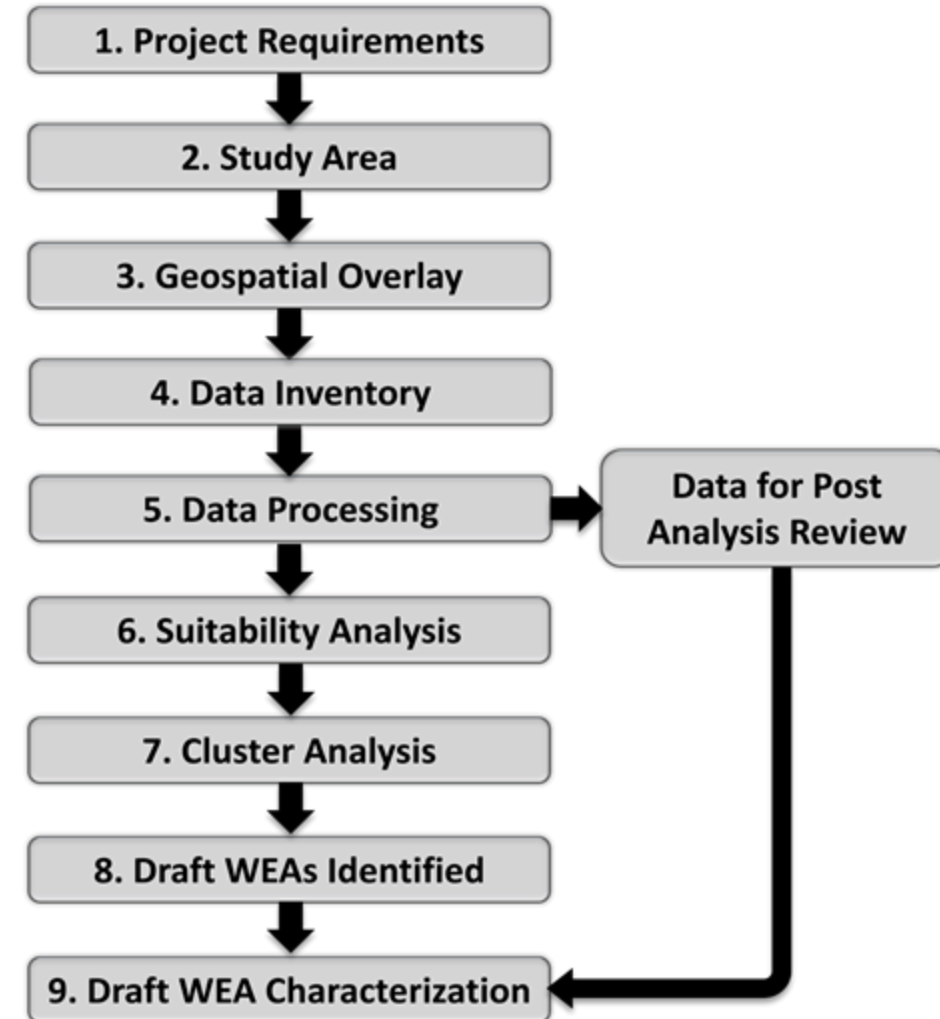 1. Project Requirements
2. Study Area
3. Geospatial Overlay
4. Data Inventory
5. Data Processing
Data for Post
Analysis Review
6. Suitability Analysis
7. Cluster Analysis
8. Draft WEAs Identified
9. Draft WEA Characterization